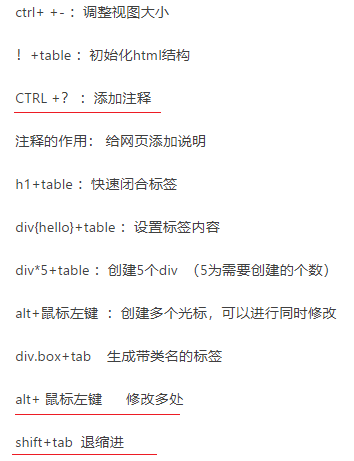 ctrl+ +-：调整视图大小
！+table：初始化html结构
CTRL +？ ：添加注释
注释的作用： 给网页添加说明
h1+table：快速闭合标签
div{hello}+table：设置标签内容
div*5+table：创建5个div （5为需要创建的个数）
alt+鼠标左键 ：创建多个光标，可以进行同时修改
div.box+tab 生成带类名的标签
alt+ 鼠标左键 修改多处
shift+tab 退缩进